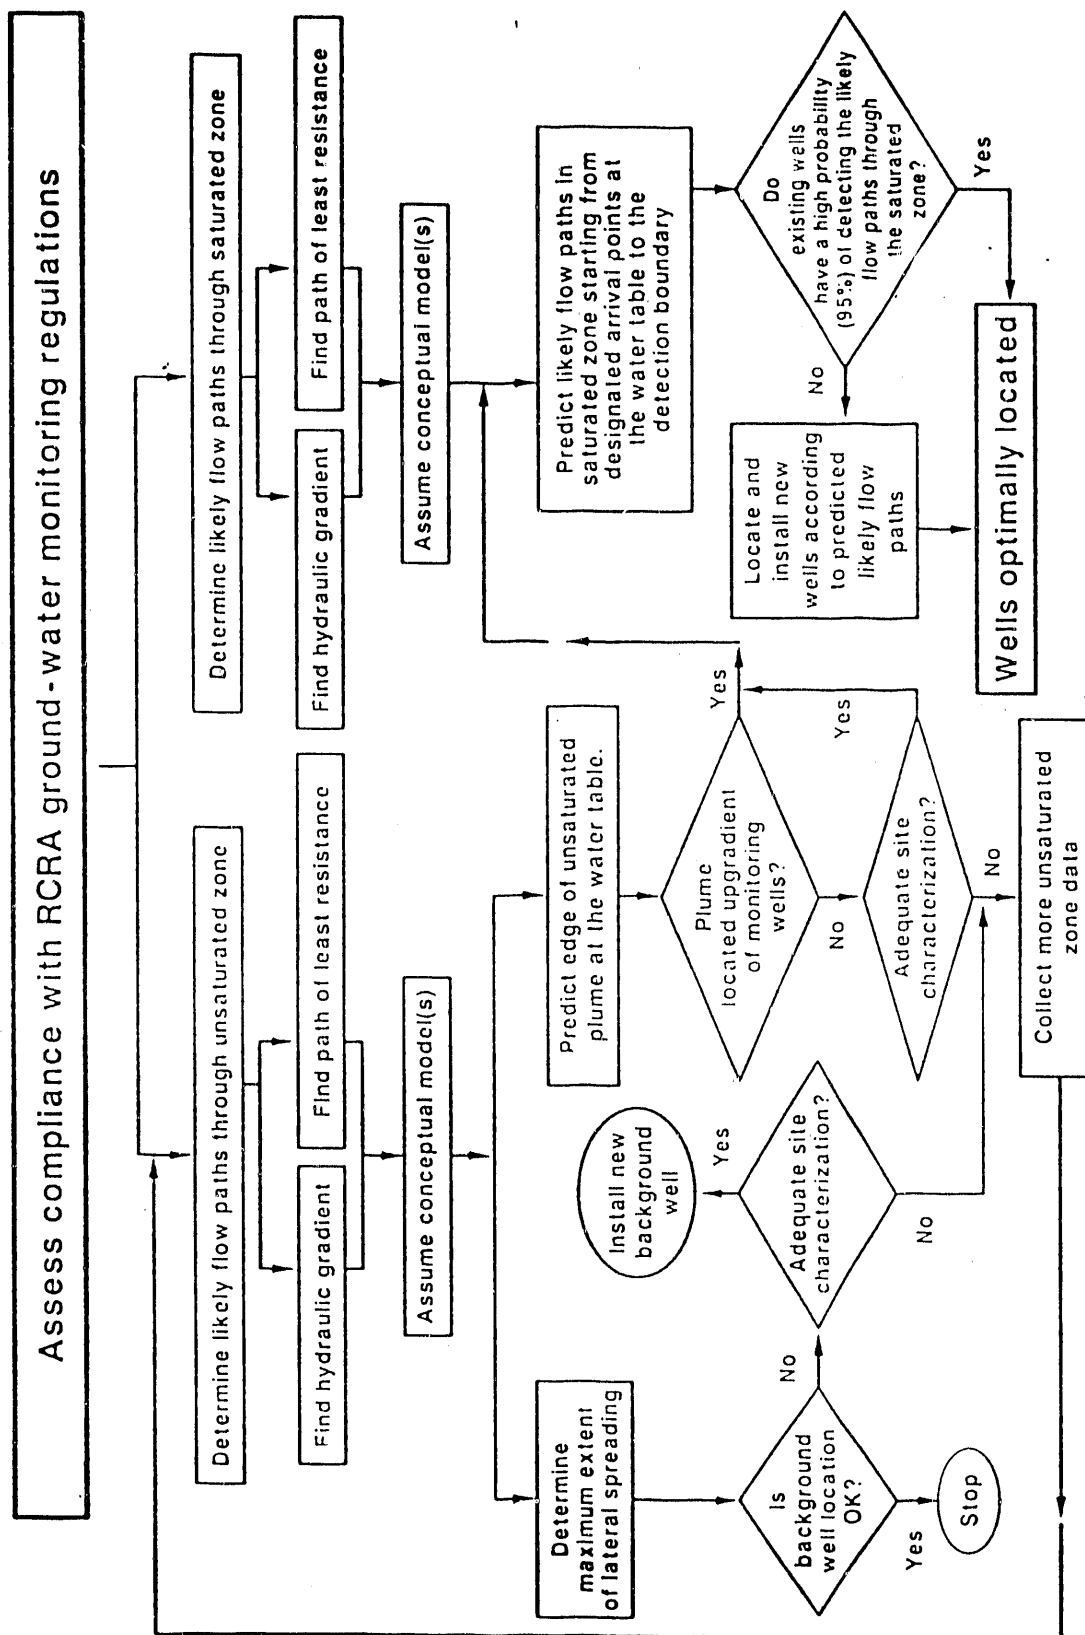 Assess compliance with RCRA ground-water monitoring regulations
Determine likely flow paths through unsaturated zone
Find hydraulic gradient
Find path of least resistance
Assume conceptual model(s)
Determine
maximum extent
of lateral spreading
Is
background
well location
OK?
Yes
Stop
No
Adequate site
characterization?
Yes
Install new
background
well
No
Predict edge of unsaturated
plume at the water table.
Plume
located upgradient
of monitoring
wells?
Yes
No
Adequate site
characterization?
Yes
No
Collect more unsaturated
zone data
Determine likely flow paths through saturated zone
Find hydraulic gradient
Find path of least resistance
Assume conceptual model(s)
Predict likely flow paths in
saturated zone starting from
designated arrival points at
the water table to the
detection boundary
Do
existing wells
have a high probability
(95%) of detecting the likely
flow paths through
the saturated
zone?
No
Locate and
install new
wells according
to predicted
likely flow
paths
Yes
Wells optimally located